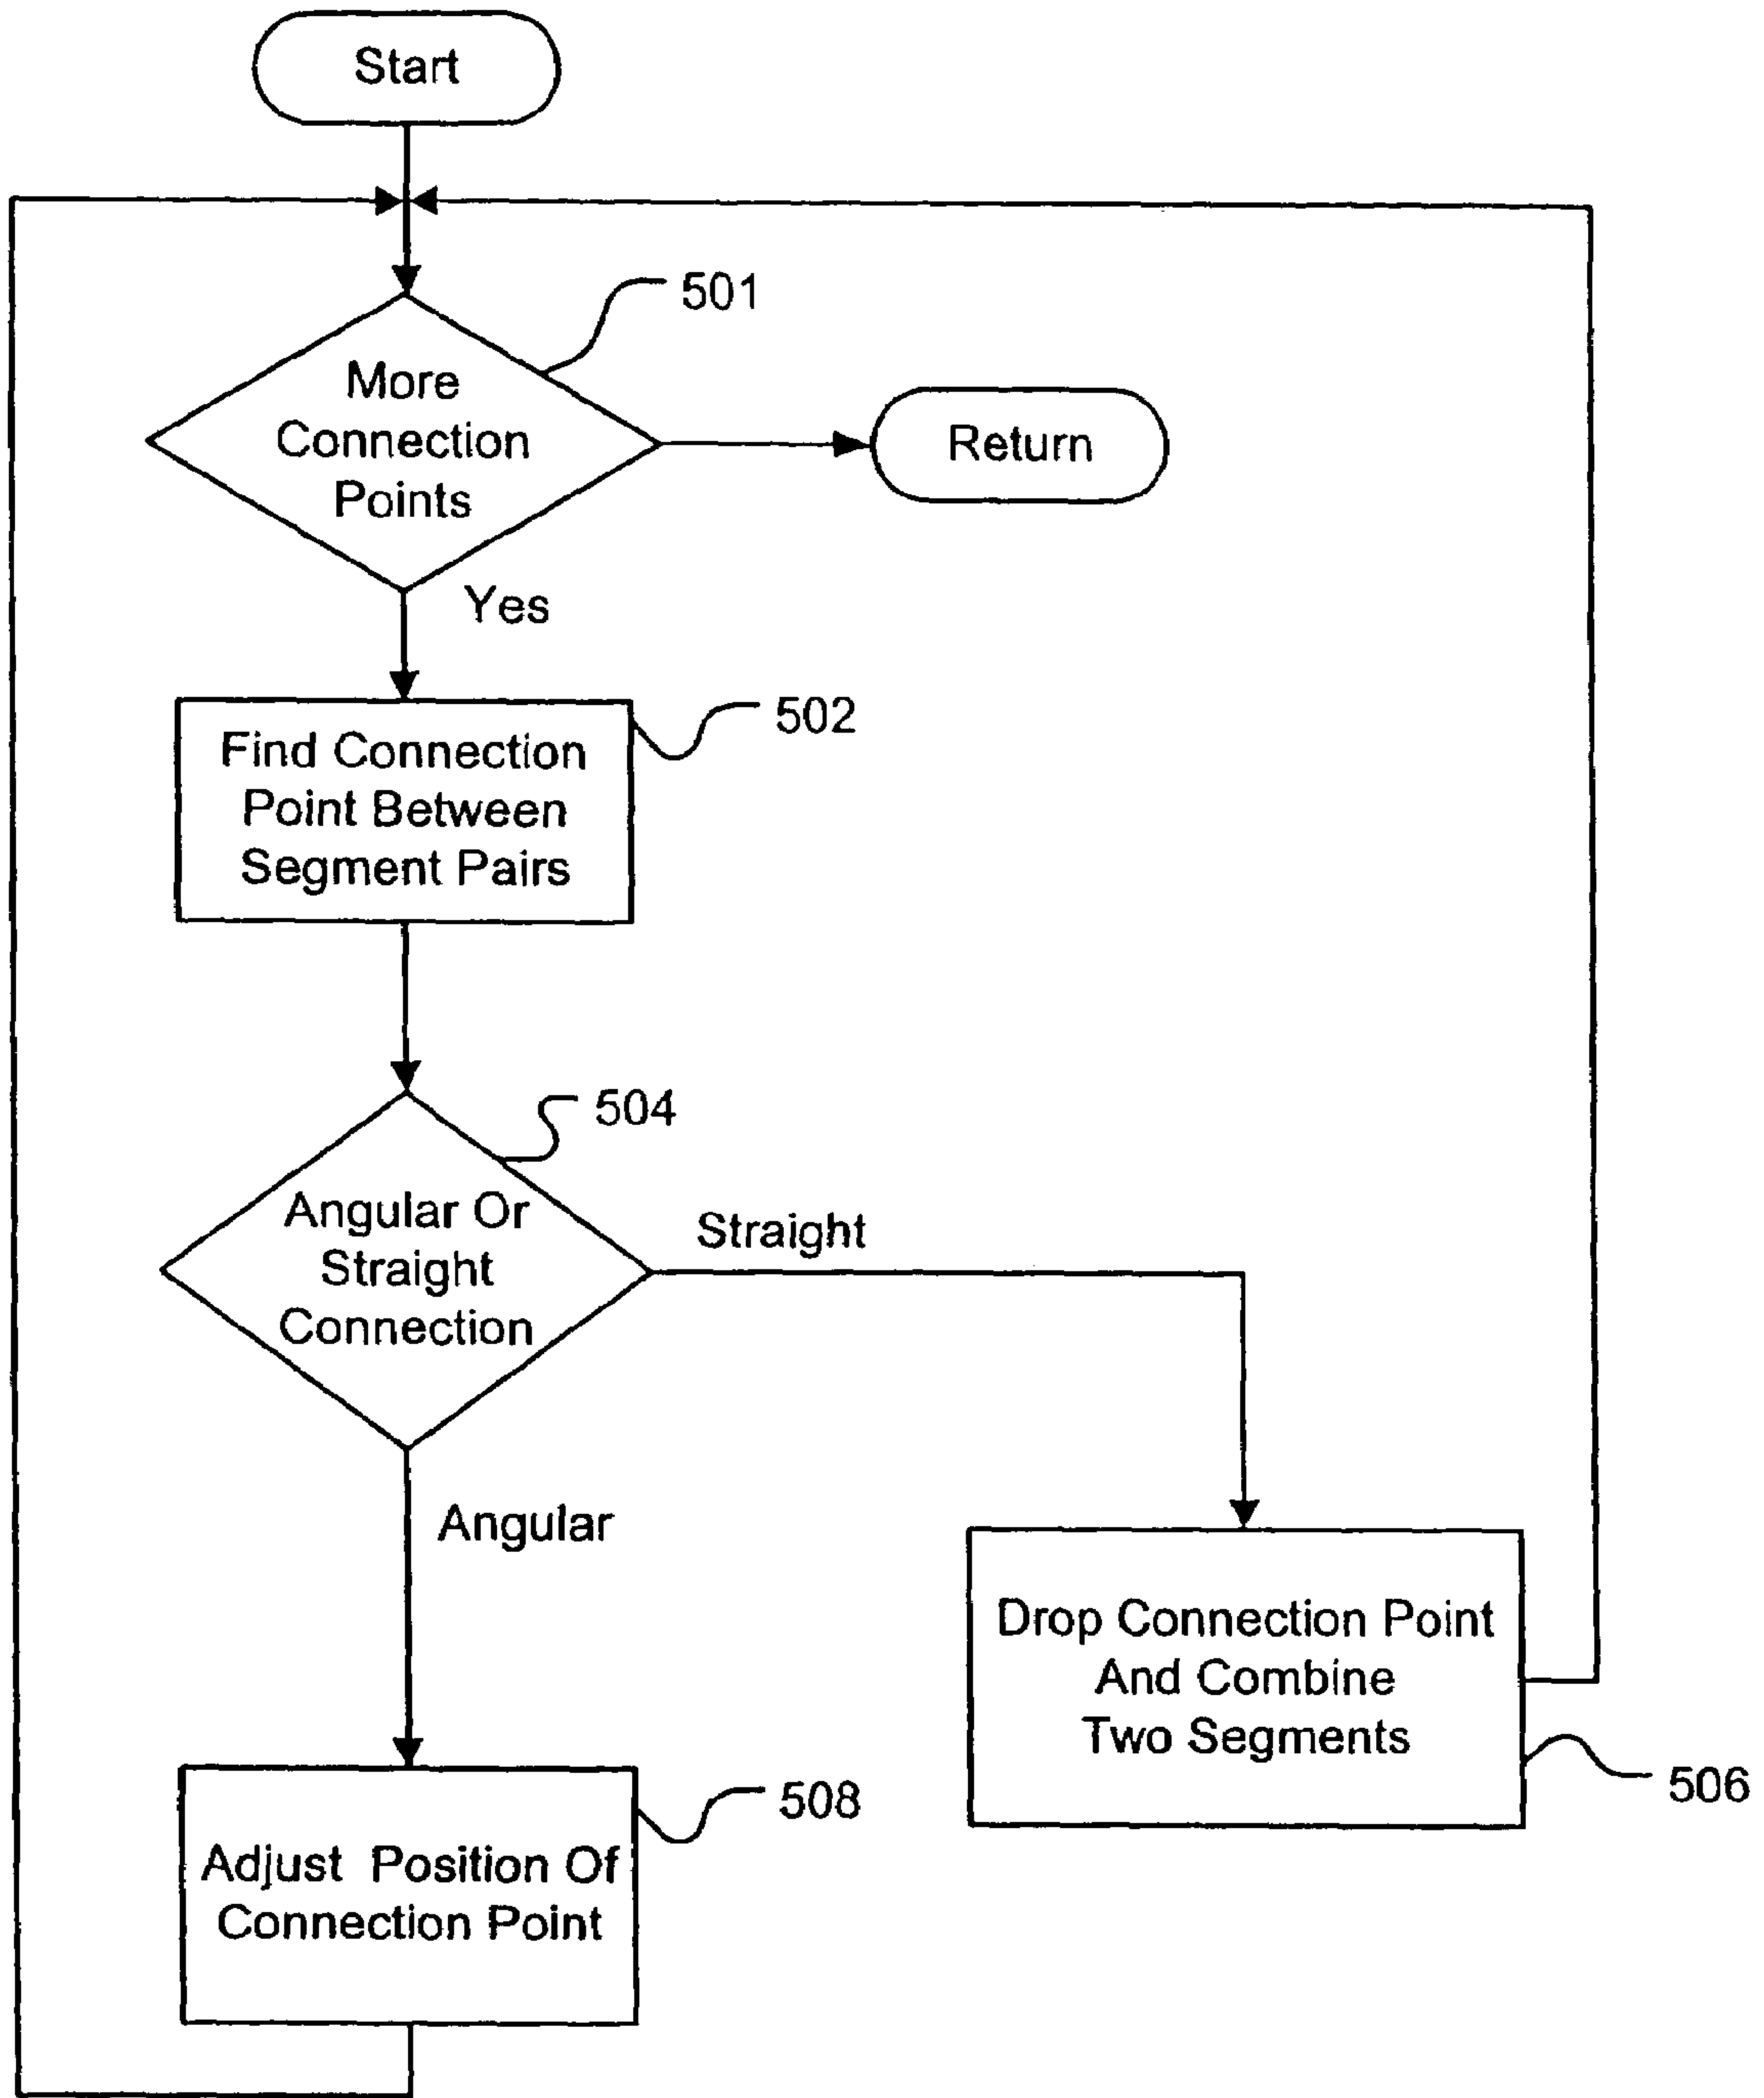 Start
501
More
Connection
Points
Return
Yes
502
Find Connection
Point Between
Segment Pairs
504
Angular Or
Straight
Connection
Straight
Angular
Drop Connection Point
And Combine
Two Segments
506
508
Adjust Position Of
Connection Point